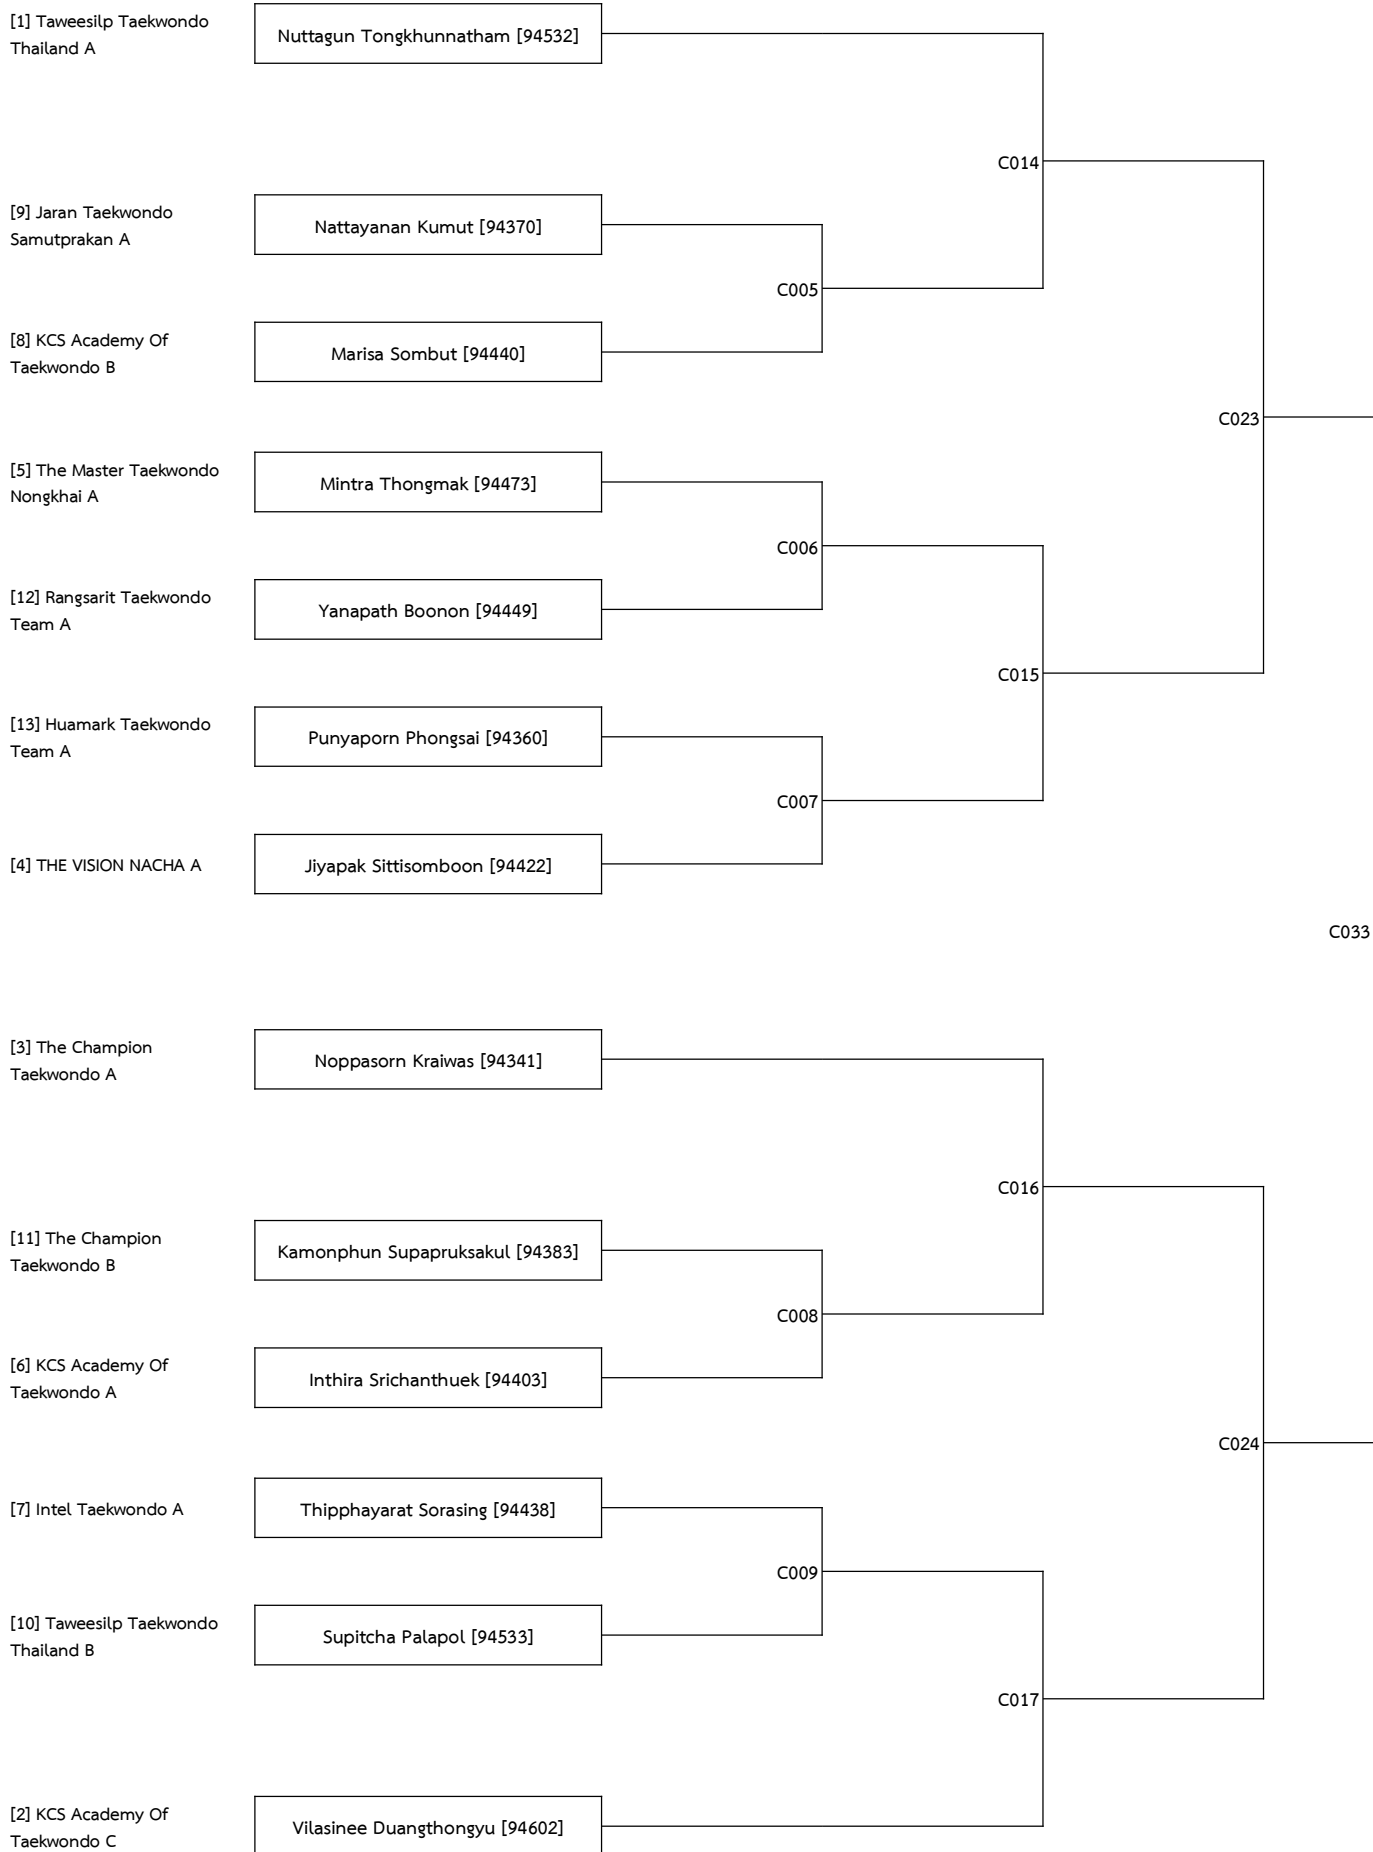 [1] Taweesilp Taekwondo
Thailand A
Nuttagun Tongkhunnatham [94532]
C014
[9] Jaran Taekwondo
Samutprakan A
Nattayanan Kumut [94370]
C005
[8] KCS Academy Of
Taekwondo B
Marisa Sombut [94440]
C023
[5] The Master Taekwondo
Nongkhai A
Mintra Thongmak [94473]
C006
[12] Rangsarit Taekwondo
Team A
Yanapath Boonon [94449]
C015
[13] Huamark Taekwondo
Team A
Punyaporn Phongsai [94360]
C007
[4] THE VISION NACHA A
Jiyapak Sittisomboon [94422]
C033
[3] The Champion
Taekwondo A
Noppasorn Kraiwas [94341]
C016
[11] The Champion
Taekwondo B
Kamonphun Supapruksakul [94383]
C008
[6] KCS Academy Of
Taekwondo A
Inthira Srichanthuek [94403]
C024
[7] Intel Taekwondo A
Thipphayarat Sorasing [94438]
C009
[10] Taweesilp Taekwondo
Thailand B
Supitcha Palapol [94533]
C017
[2] KCS Academy Of
Taekwondo C
Vilasinee Duangthongyu [94602]